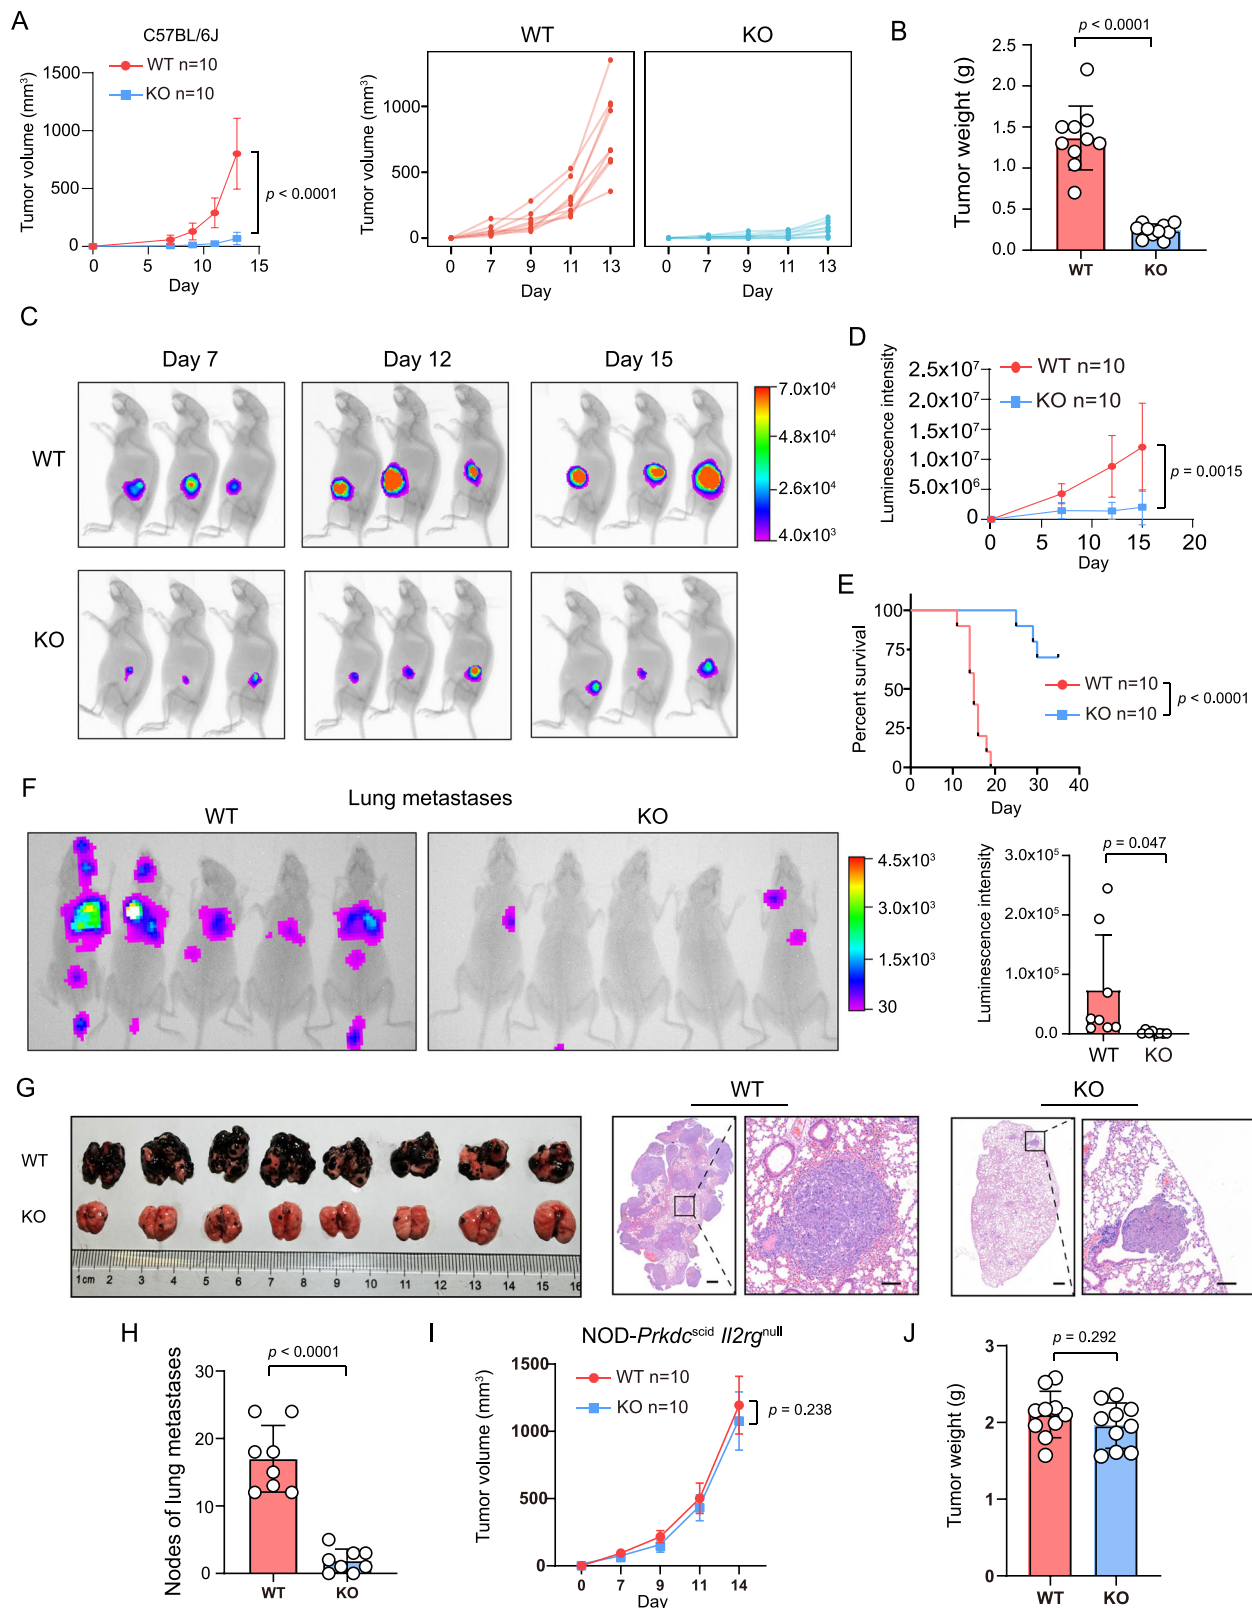 A
C57BL/6J
WT n=10
KO n=10
Tumor volume (mm³)
1500
1000
500
0
0 5 10 15
Day
p < 0.0001
WT
KO
Tumor volume (mm³)
1000
500
0
0 7 9 11 13
Day
0 7 9 11 13
Day
B
p < 0.0001
Tumor weight (g)
2.5
2.0
1.5
1.0
0.5
0.0
WT KO
C
Day 7
Day 12
Day 15
WT
KO
7.0x10⁴
4.8x10⁴
2.6x10⁴
4.0x10³
D
Luminescence intensity
2.5x10⁷
2.0x10⁷
1.5x10⁷
1.0x10⁷
5.0x10⁶
0
WT n=10
KO n=10
p = 0.0015
0 5 10 15 20
Day
E
Percent survival
100
75
50
25
0
WT n=10
KO n=10
p < 0.0001
0 10 20 30 40
Day
F
Lung metastases
WT
KO
4.5x10³
3.0x10³
1.5x10³
30
Luminescence intensity
p = 0.047
3.0x10⁵
2.0x10⁵
1.0x10⁵
0.0
WT KO
G
WT
KO
1cm 2 3 4 5 6 7 8 9 10 11 12 13 14 15 16
WT
KO
H
p < 0.0001
Nodes of lung metastases
30
20
10
0
WT KO
I
NOD-Prkdcˢᶜⁱᵈ Il2rgⁿᵘˡˡ
WT n=10
KO n=10
Tumor volume (mm³)
1500
1000
500
0
p = 0.238
0 7 9 11 14
Day
J
p = 0.292
Tumor weight (g)
3
2
1
0
WT KO